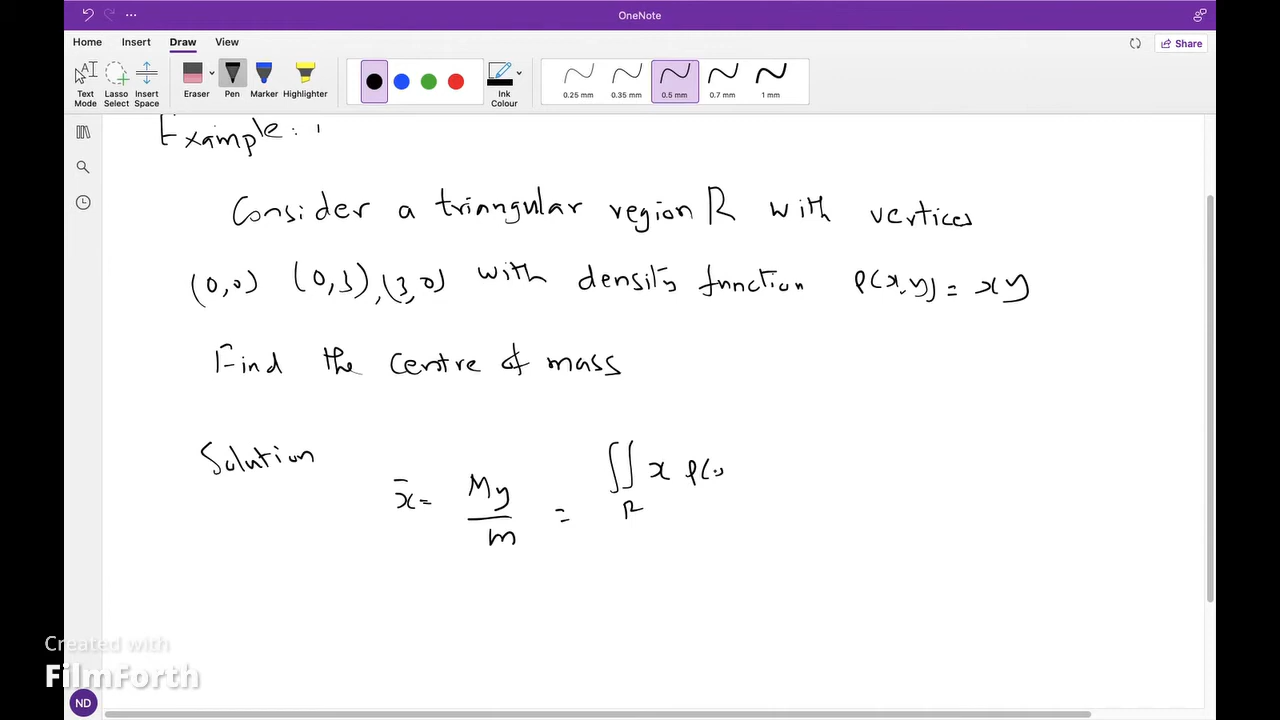 OneNote
Home Insert Draw View
Share
Text Mode Lasso Select Insert Space Eraser Pen Marker Highlighter Ink Colour 0.25 mm 0.35 mm 0.5 mm 0.7 mm 1 mm
Example: 1
Consider a triangular region R with vertices
(0,0) (0,3), (3,0) with density function ρ(x,y) = xy
Find the centre of mass
Solution
x̄ = My/m = ∬R x ρ(x
Created with
FilmForth
ND